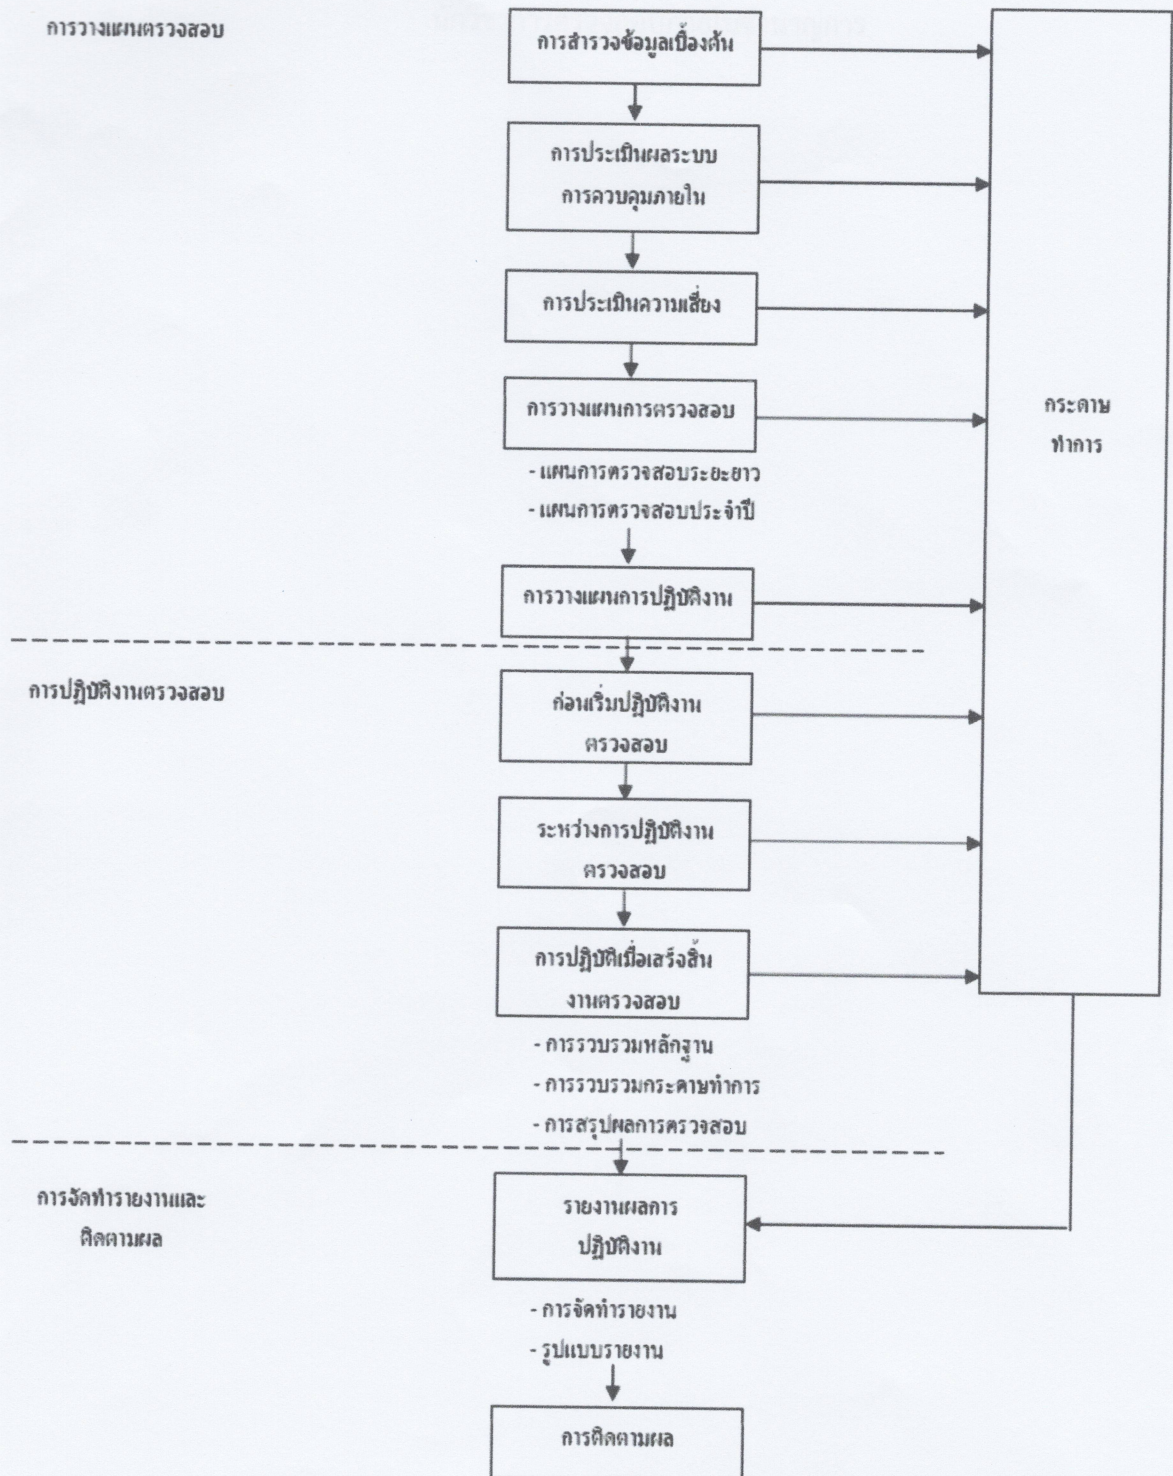 การวางแผนตรวจสอบ
การสำรวจข้อมูลเบื้องต้น
การประเมินผลระบบ
การควบคุมภายใน
การประเมินความเสี่ยง
การวางแผนการตรวจสอบ
- แผนการตรวจสอบระยะยาว
- แผนการตรวจสอบประจำปี
การวางแผนการปฏิบัติงาน
กระดาษ
ทำการ
การปฏิบัติงานตรวจสอบ
ก่อนเริ่มปฏิบัติงาน
ตรวจสอบ
ระหว่างการปฏิบัติงาน
ตรวจสอบ
การปฏิบัติเมื่อเสร็จสิ้น
งานตรวจสอบ
- การรวบรวมหลักฐาน
- การรวบรวมกระดาษทำการ
- การสรุปผลการตรวจสอบ
การจัดทำรายงานและ
ติดตามผล
รายงานผลการ
ปฏิบัติงาน
- การจัดทำรายงาน
- รูปแบบรายงาน
การติดตามผล